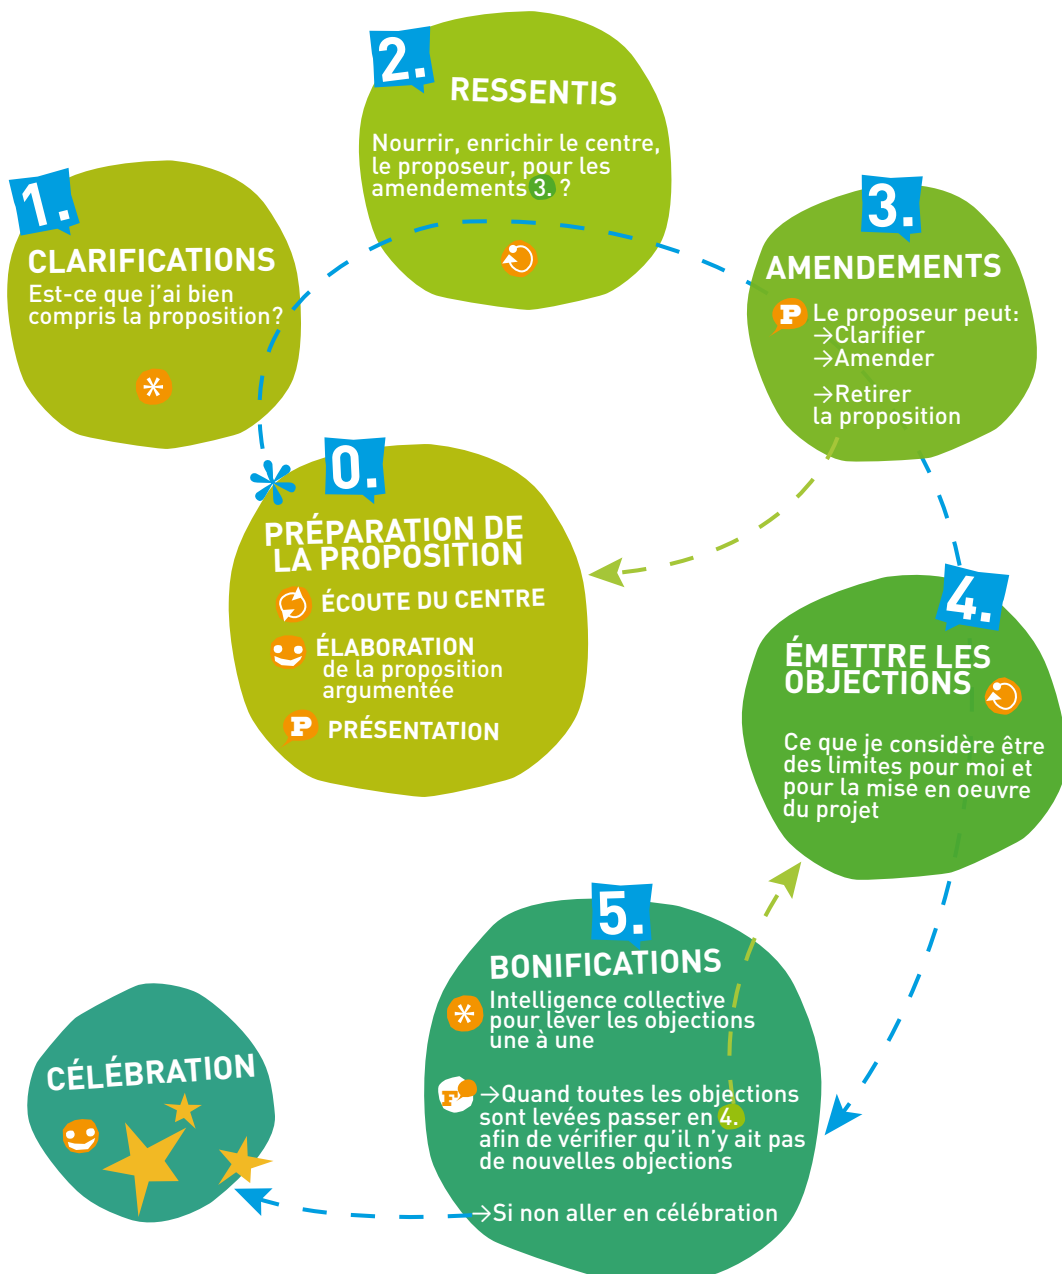 1.
CLARIFICATIONS
Est-ce que j'ai bien
compris la proposition?
*
2.
RESSENTIS
Nourrir, enrichir le centre,
le proposeur, pour les
amendements 3. ?
3.
AMENDEMENTS
P Le proposeur peut:
→Clarifier
→Amender
→Retirer
la proposition
*
0.
PRÉPARATION DE
LA PROPOSITION
ÉCOUTE DU CENTRE
ÉLABORATION
de la proposition
argumentée
P PRÉSENTATION
4.
ÉMETTRE LES
OBJECTIONS
Ce que je considère être
des limites pour moi et
pour la mise en oeuvre
du projet
5.
BONIFICATIONS
* Intelligence collective
pour lever les objections
une à une
F →Quand toutes les objections
sont levées passer en 4.
afin de vérifier qu'il n'y ait pas
de nouvelles objections
→Si non aller en célébration
CÉLÉBRATION